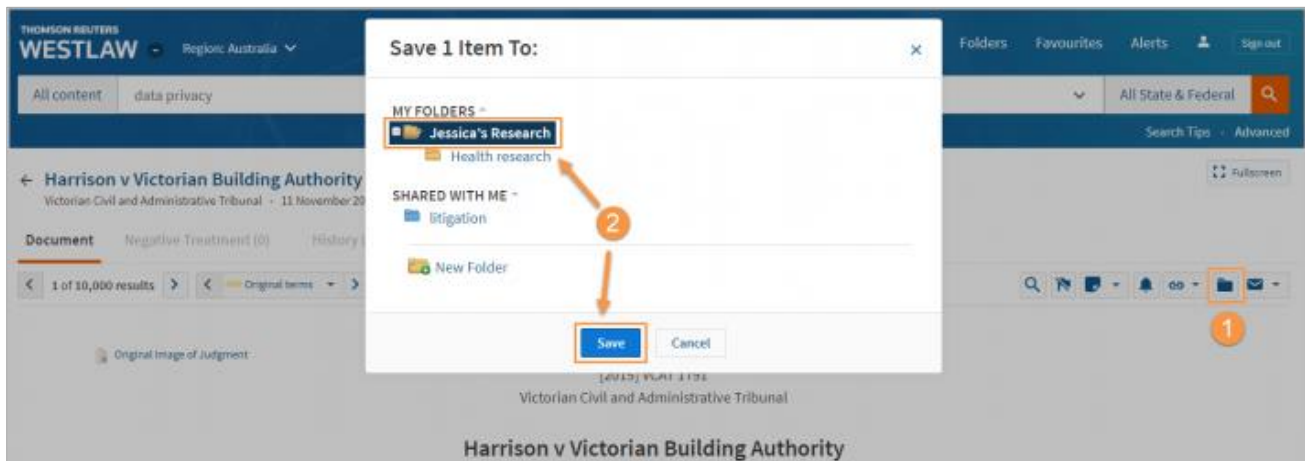 THOMSON REUTERS
WESTLAW Region: Australia
Folders Favourites Alerts Sign out
All content data privacy All State & Federal
Search Tips Advanced
Save 1 Item To: ×
MY FOLDERS
Jessica's Research
Health research
SHARED WITH ME
litigation
New Folder
2
Save Cancel
← Harrison v Victorian Building Authority
Fullscreen
Victorian Civil and Administrative Tribunal - 11 November 20
Document Negative Treatment (0) History (
1 of 10,000 results Original terms
1
Original Image of Judgment
[2015] VCAT 1791
Victorian Civil and Administrative Tribunal
Harrison v Victorian Building Authority